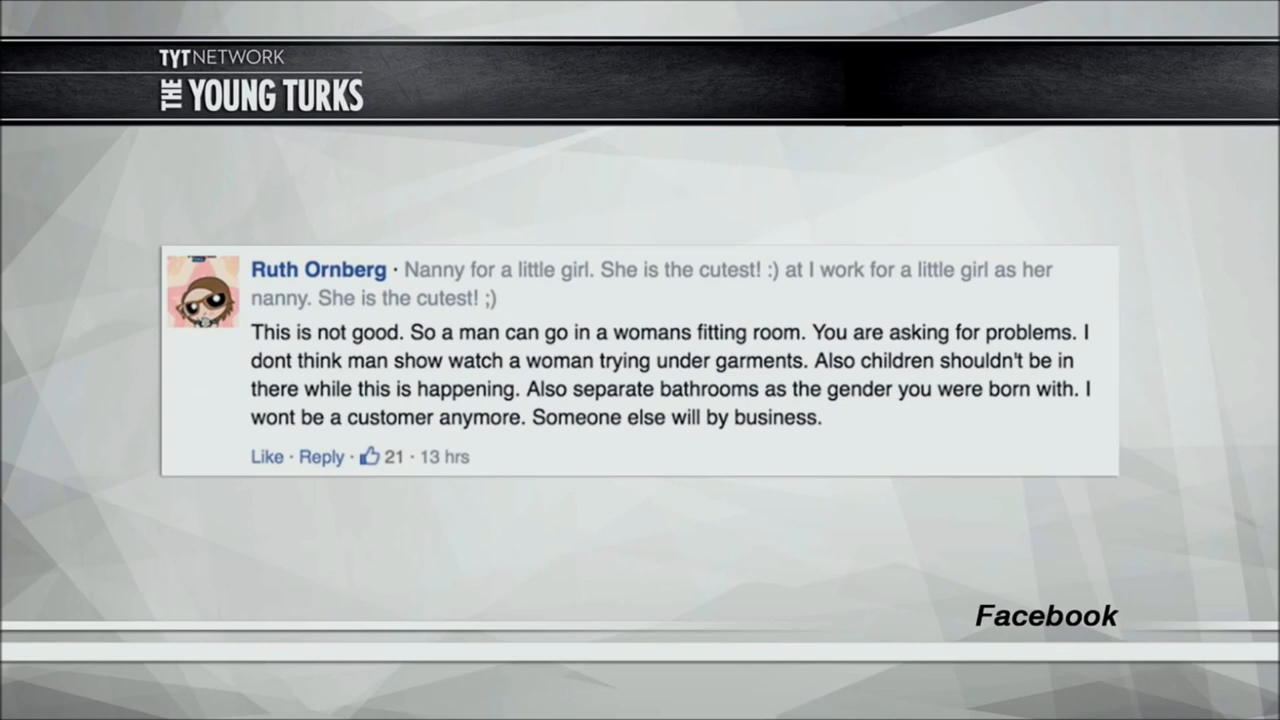 TYT NETWORK
THE YOUNG TURKS
Ruth Ornberg · Nanny for a little girl. She is the cutest! :) at I work for a little girl as her
nanny. She is the cutest! ;)
This is not good. So a man can go in a womans fitting room. You are asking for problems. I
dont think man show watch a woman trying under garments. Also children shouldn't be in
there while this is happening. Also separate bathrooms as the gender you were born with. I
wont be a customer anymore. Someone else will by business.
Like · Reply · 21 · 13 hrs
Facebook